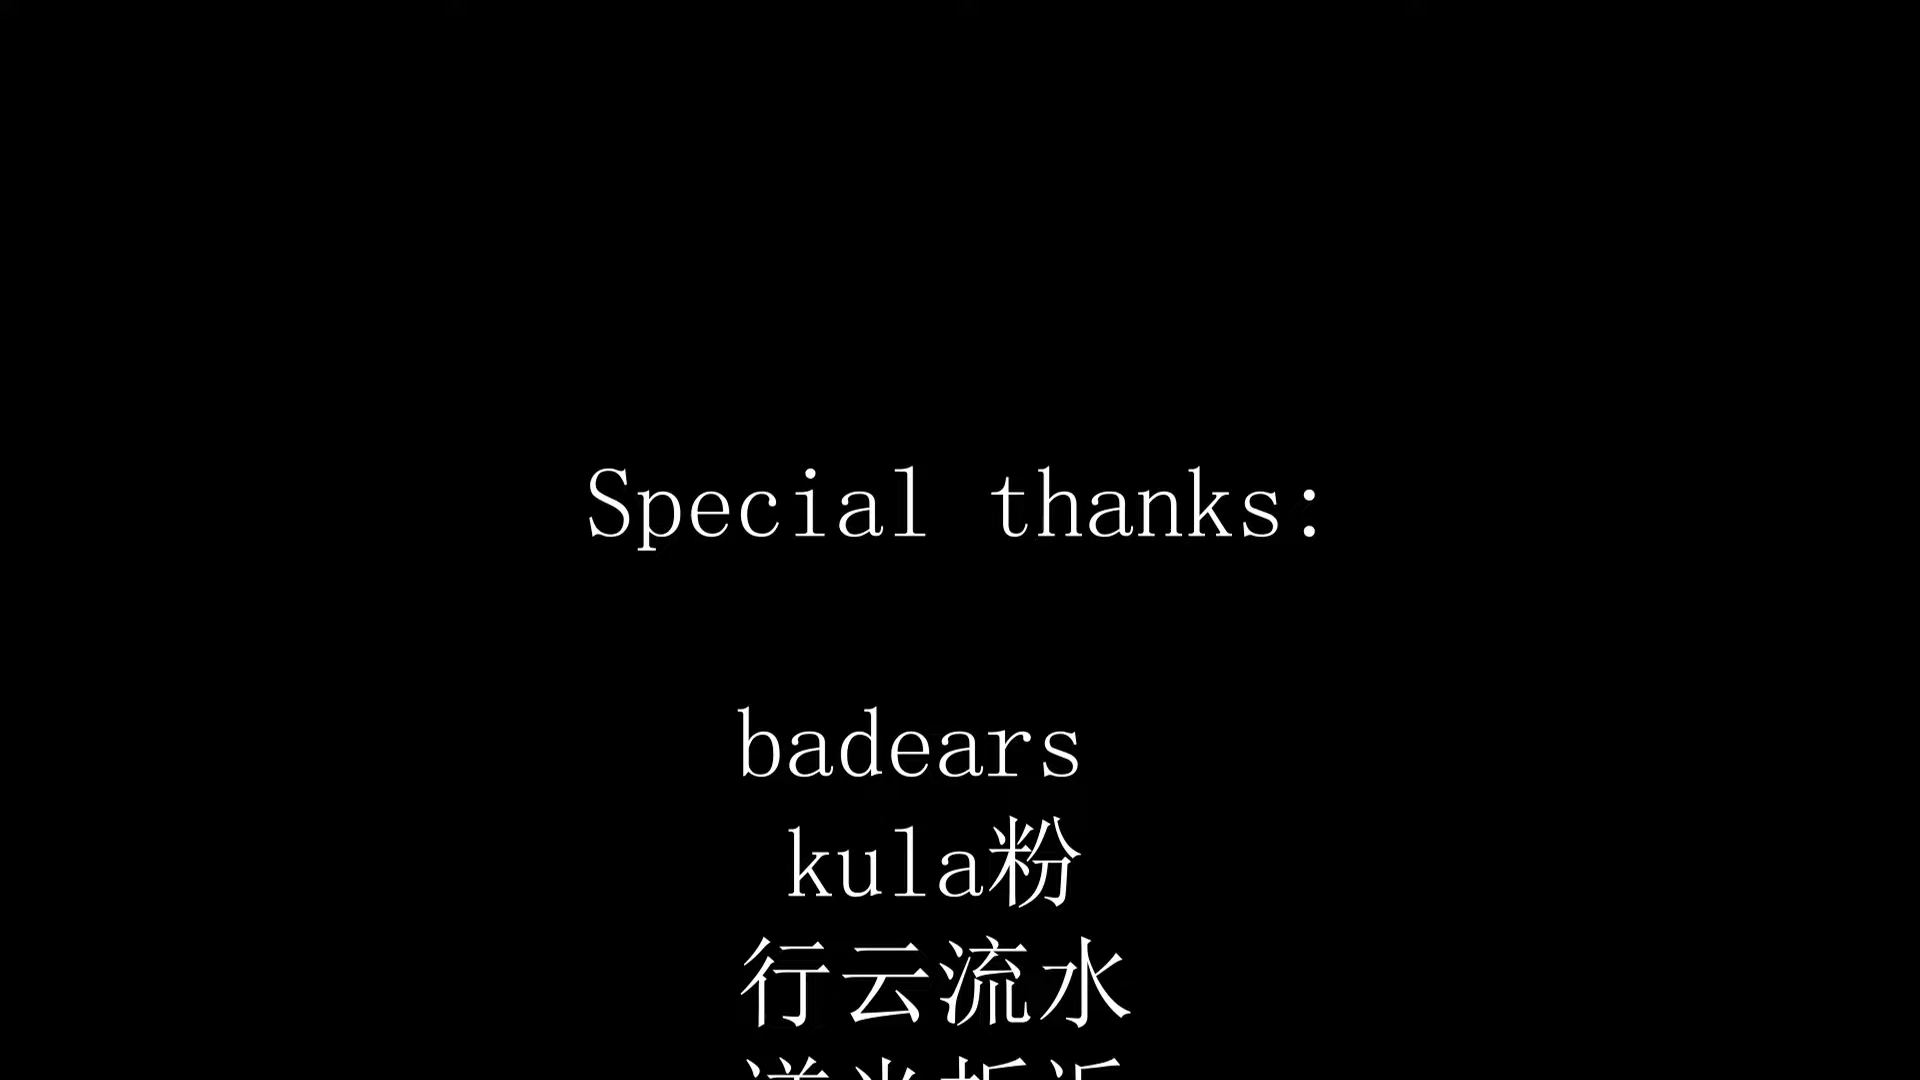 Special thanks:
badears
kula粉
行云流水